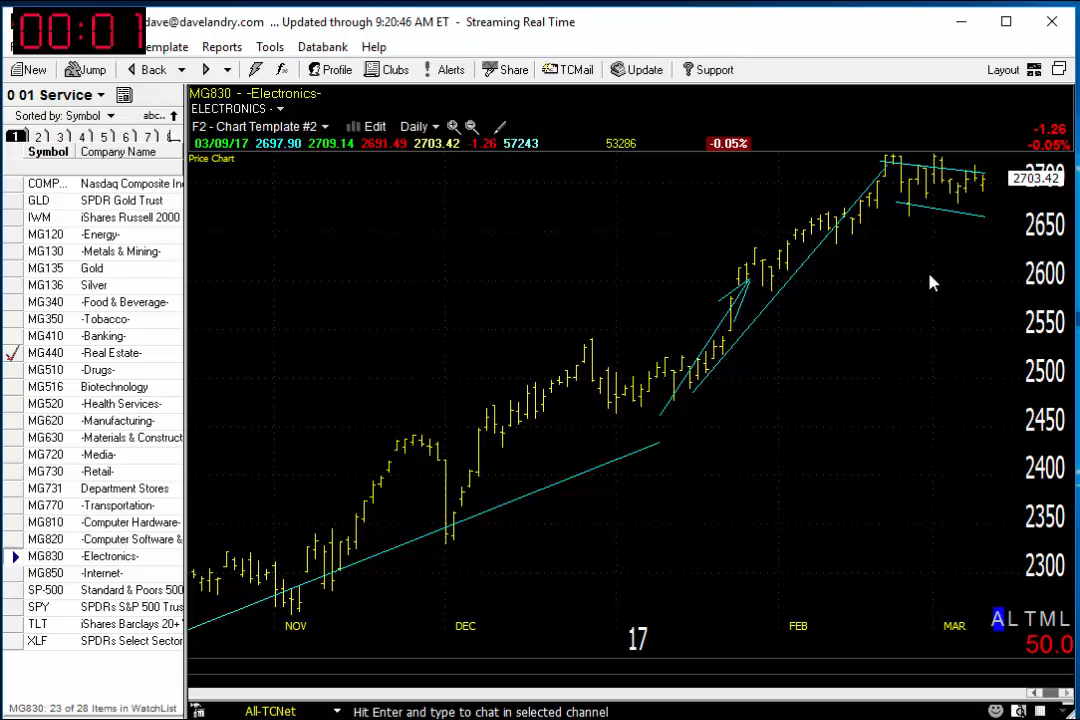 00:01
dave@davelandry.com ... Updated through 9:20:46 AM ET - Streaming Real Time
emplate Reports Tools Databank Help
New Jump Back Profile Clubs Alerts Share TCMail Update Support Layout
0 01 Service
MG830 - -Electronics-
ELECTRONICS -
Sorted by: Symbol abc..
F2 - Chart Template #2 Edit Daily
1 2 3 4 5 6 7
03/09/17 2697.90 2709.14 2691.49 2703.42 -1.26 57243 53286 -0.05%
-1.26
-0.05%
Symbol Company Name
Price Chart
COMP... Nasdaq Composite In
GLD SPDR Gold Trust
IWM iShares Russell 2000
MG120 -Energy-
MG130 -Metals & Mining-
MG135 Gold
MG136 Silver
MG340 -Food & Beverage-
MG350 -Tobacco-
MG410 -Banking-
MG440 -Real Estate-
MG510 -Drugs-
MG516 Biotechnology
MG520 -Health Services-
MG620 -Manufacturing-
MG630 -Materials & Construct
MG720 -Media-
MG730 -Retail-
MG731 Department Stores
MG770 -Transportation-
MG810 -Computer Hardware-
MG820 -Computer Software &
MG830 -Electronics-
MG850 -Internet-
SP-500 Standard & Poors 500
SPY SPDRs S&P 500 Trus
TLT iShares Barclays 20+
XLF SPDRs Select Sector
2703.42
2650
2600
2550
2500
2450
2400
2350
2300
NOV DEC 17 FEB MAR
A L T M L
50.0
MG830: 23 of 28 Items in WatchList
All-TCNet Hit Enter and type to chat in selected channel